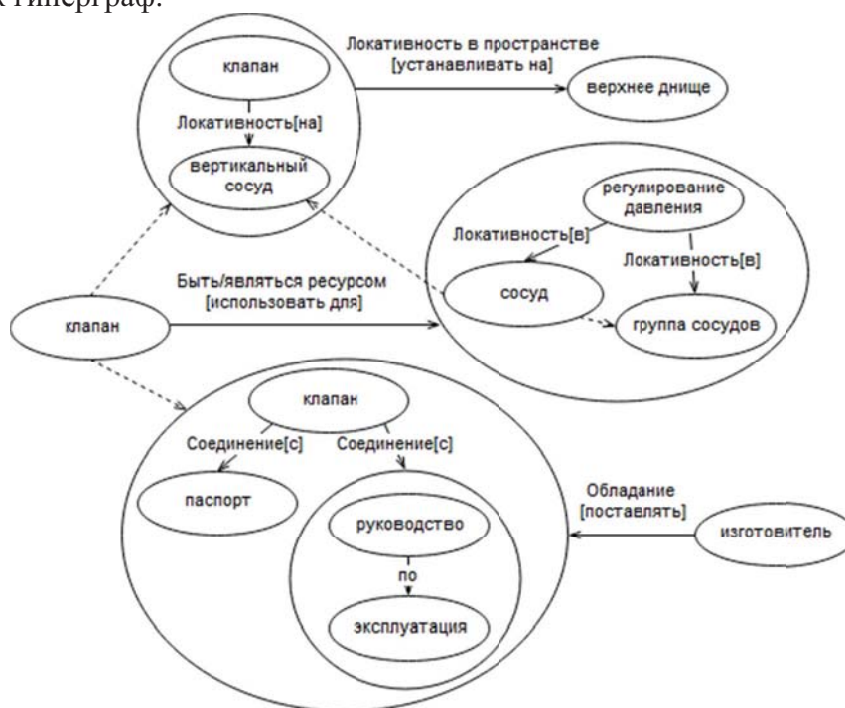 гиперграф.
клапан
Локативность в пространстве
[устанавливать на]
верхнее днище
Локативность[на]
вертикальный
сосуд
регулирование
давления
Локативность[в]
Локативность[в]
Быть/являться ресурсом
[использовать для]
сосуд
клапан
группа сосудов
клапан
Соединение[с]
Соединение[с]
паспорт
Обладание
[поставлять]
руководство
изготовитель
по
эксплуатация